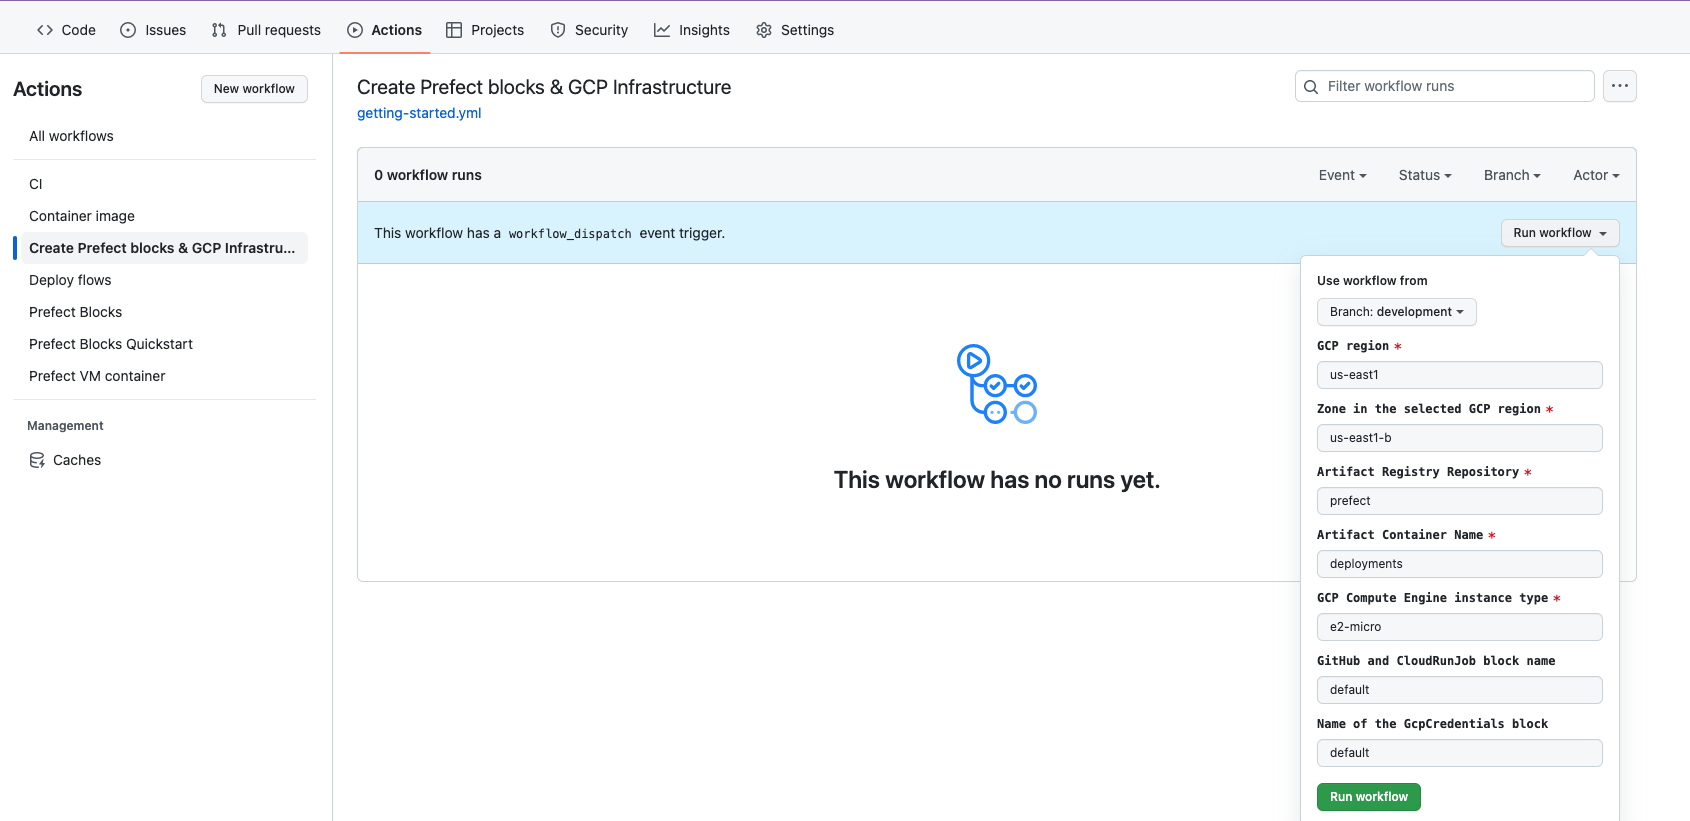 Code Issues Pull requests Actions Projects Security Insights Settings
Actions
New workflow
All workflows
CI
Container image
Create Prefect blocks & GCP Infrastru...
Deploy flows
Prefect Blocks
Prefect Blocks Quickstart
Prefect VM container
Management
Caches
Create Prefect blocks & GCP Infrastructure
getting-started.yml
Filter workflow runs
0 workflow runs
Event Status Branch Actor
This workflow has a workflow_dispatch event trigger.
Run workflow
This workflow has no runs yet.
Use workflow from
Branch: development
GCP region *
us-east1
Zone in the selected GCP region *
us-east1-b
Artifact Registry Repository *
prefect
Artifact Container Name *
deployments
GCP Compute Engine instance type *
e2-micro
GitHub and CloudRunJob block name
default
Name of the GcpCredentials block
default
Run workflow